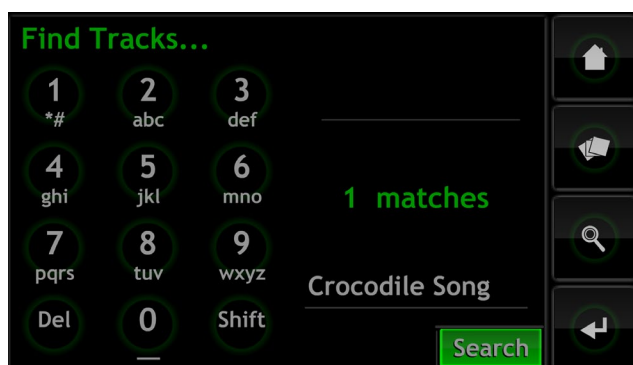 Find Tracks...
1 2 3
*# abc def
4 5 6
ghi jkl mno
1 matches
7 8 9
pqrs tuv wxyz
Crocodile Song
Del 0 Shift
Search